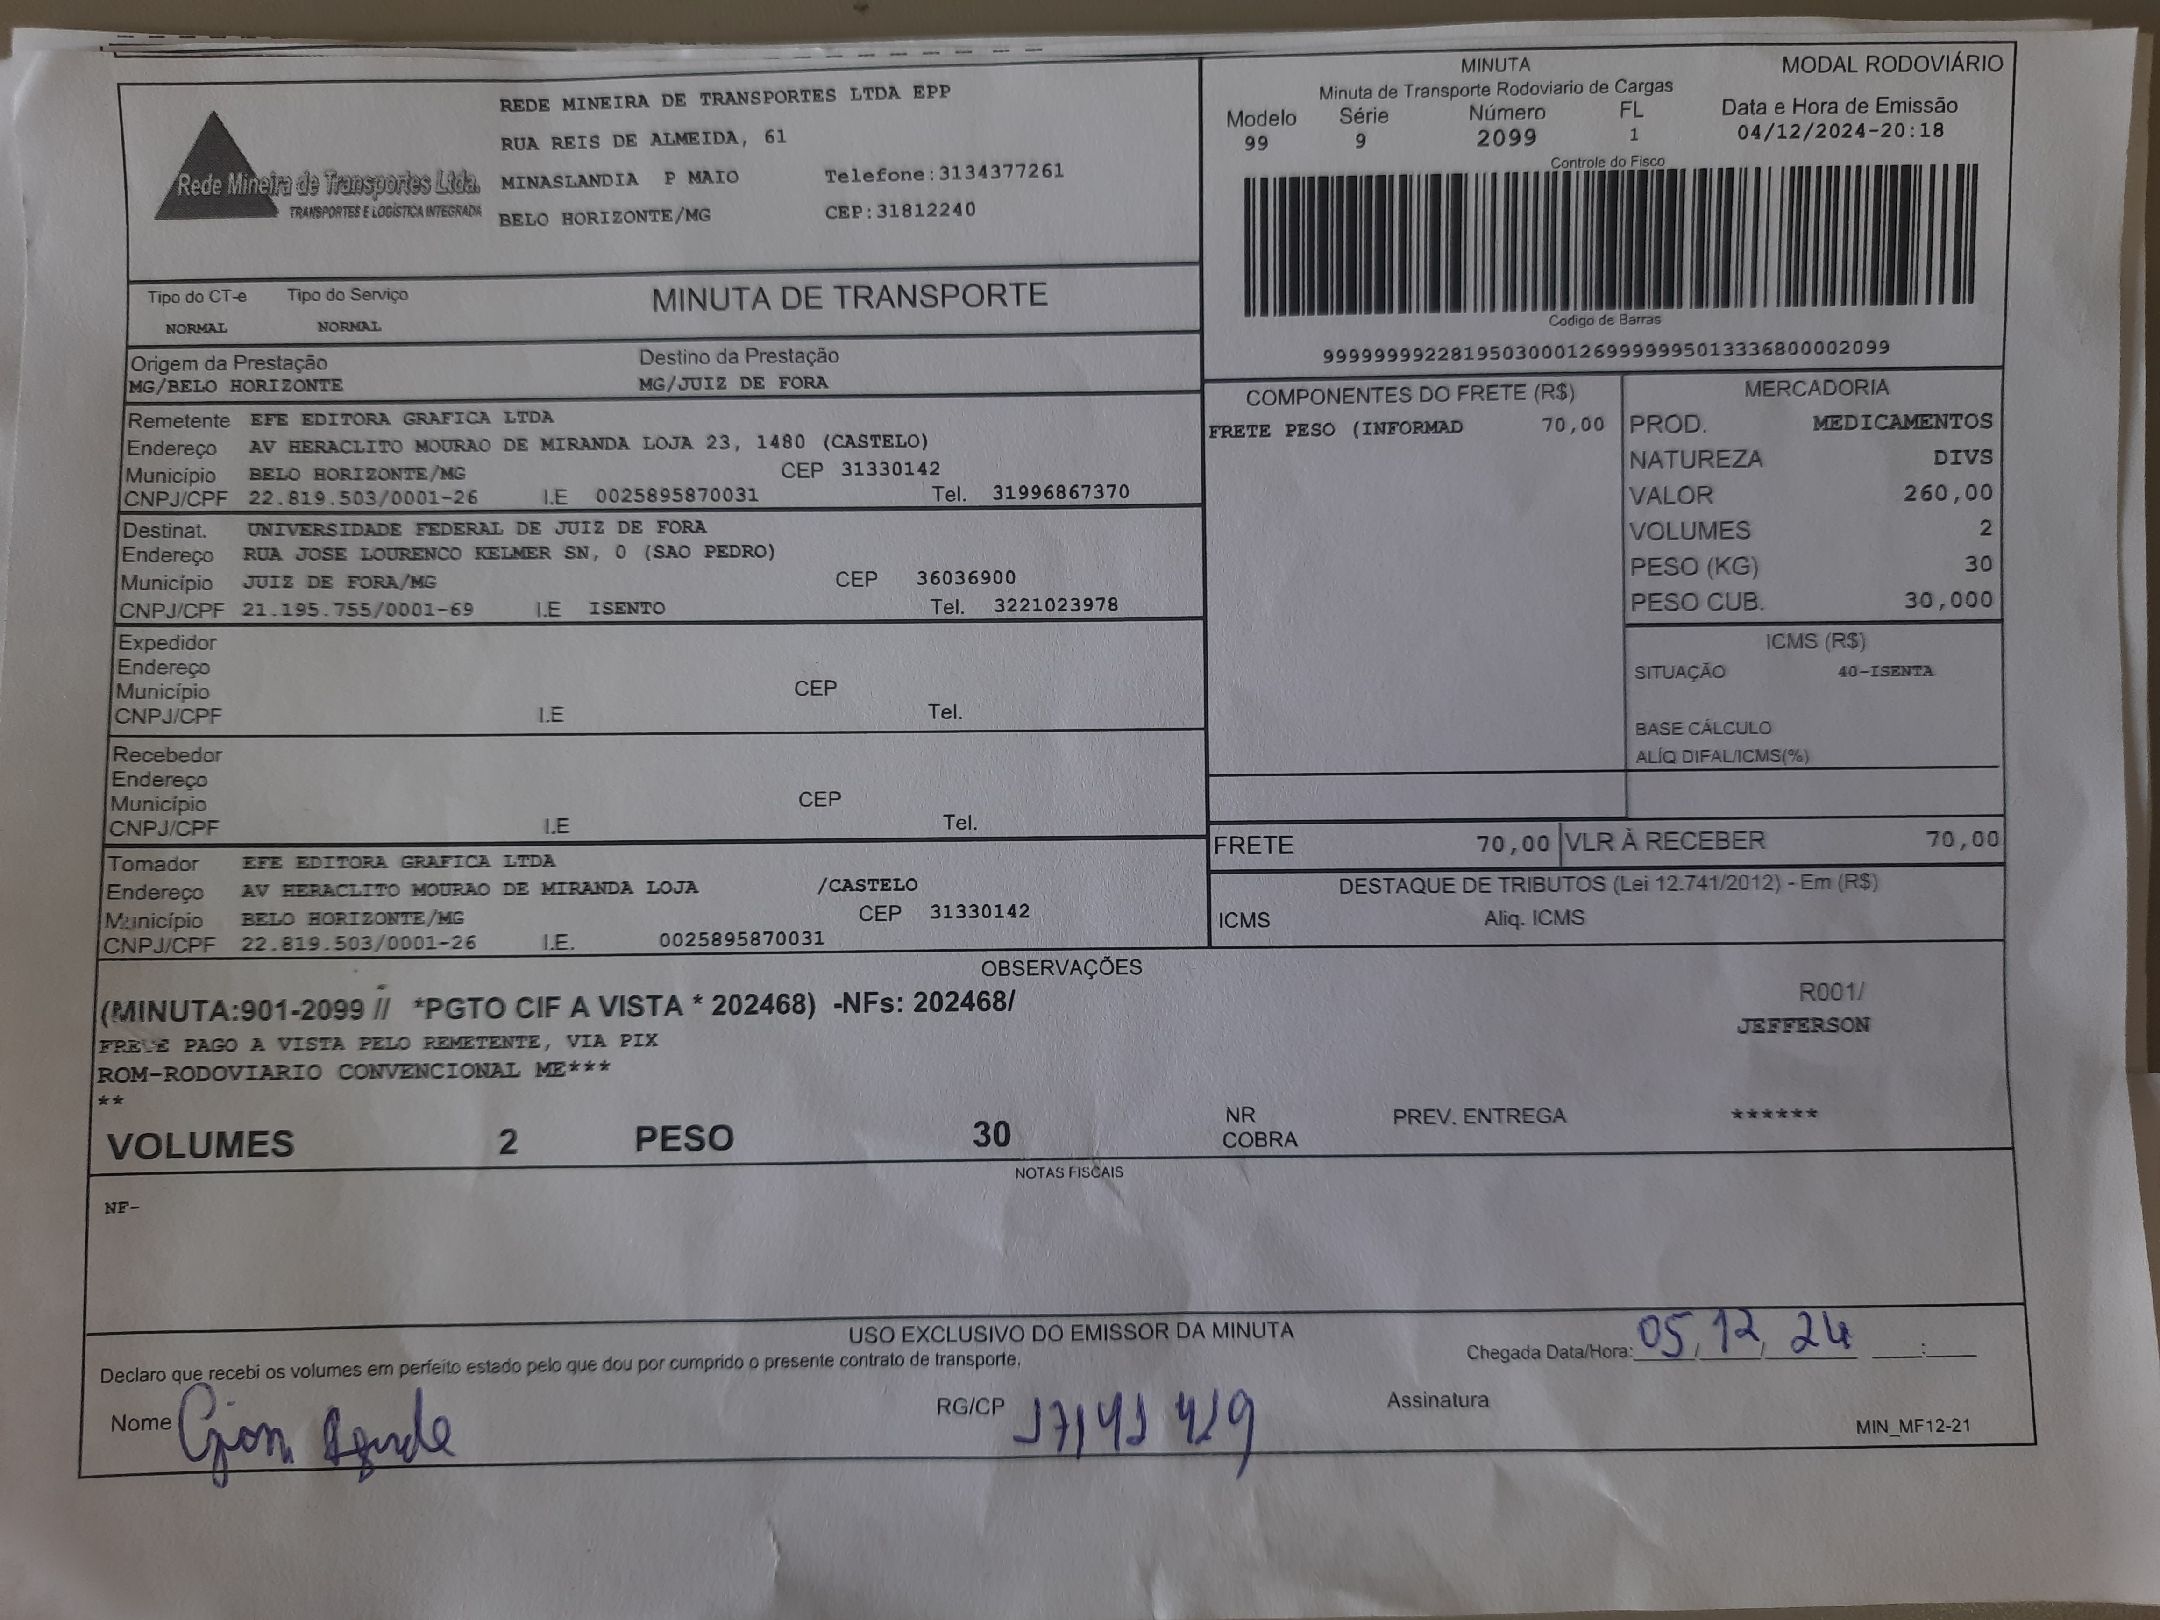 Rede Mineira de Transportes Ltda.
TRANSPORTES E LOGÍSTICA INTEGRADA
REDE MINEIRA DE TRANSPORTES LTDA EPP
RUA REIS DE ALMEIDA, 61
MINASLANDIA P MAIO Telefone:3134377261
BELO HORIZONTE/MG CEP:31812240
MINUTA MODAL RODOVIÁRIO
Minuta de Transporte Rodoviario de Cargas
Modelo Série Número FL Data e Hora de Emissão
99 9 2099 1 04/12/2024-20:18
Controle do Fisco
Codigo de Barras
99999999228195030001269999995013336800002099
Tipo do CT-e Tipo do Serviço MINUTA DE TRANSPORTE
NORMAL NORMAL
Origem da Prestação Destino da Prestação
MG/BELO HORIZONTE MG/JUIZ DE FORA
Remetente EFE EDITORA GRAFICA LTDA
Endereço AV HERACLITO MOURAO DE MIRANDA LOJA 23, 1480 (CASTELO)
Município BELO HORIZONTE/MG CEP 31330142
CNPJ/CPF 22.819.503/0001-26 I.E 0025895870031 Tel. 31996867370
Destinat. UNIVERSIDADE FEDERAL DE JUIZ DE FORA
Endereço RUA JOSE LOURENCO KELMER SN, 0 (SAO PEDRO)
Município JUIZ DE FORA/MG CEP 36036900
CNPJ/CPF 21.195.755/0001-69 I.E ISENTO Tel. 3221023978
Expedidor
Endereço
Município CEP
CNPJ/CPF I.E Tel.
Recebedor
Endereço
Município CEP
CNPJ/CPF I.E Tel.
Tomador EFE EDITORA GRAFICA LTDA
Endereço AV HERACLITO MOURAO DE MIRANDA LOJA /CASTELO
Município BELO HORIZONTE/MG CEP 31330142
CNPJ/CPF 22.819.503/0001-26 I.E. 0025895870031
COMPONENTES DO FRETE (R$)
FRETE PESO (INFORMAD 70,00
MERCADORIA
PROD. MEDICAMENTOS
NATUREZA DIVS
VALOR 260,00
VOLUMES 2
PESO (KG) 30
PESO CUB. 30,000
ICMS (R$)
SITUAÇÃO 40-ISENTA
BASE CÁLCULO
ALÍQ DIFAL/ICMS(%)
FRETE 70,00 VLR À RECEBER 70,00
DESTAQUE DE TRIBUTOS (Lei 12.741/2012) - Em (R$)
ICMS Aliq. ICMS
OBSERVAÇÕES
(MINUTA:901-2099 // *PGTO CIF A VISTA * 202468) -NFs: 202468/ R001/
JEFFERSON
FRETE PAGO A VISTA PELO REMETENTE, VIA PIX
ROM-RODOVIARIO CONVENCIONAL ME***
**
VOLUMES 2 PESO 30 NR COBRA PREV. ENTREGA ******
NOTAS FISCAIS
NF-
USO EXCLUSIVO DO EMISSOR DA MINUTA
Declaro que recebi os volumes em perfeito estado pelo que dou por cumprido o presente contrato de transporte. Chegada Data/Hora: 05/12/24 __:__
Nome RG/CP Assinatura
MIN_MF12-21